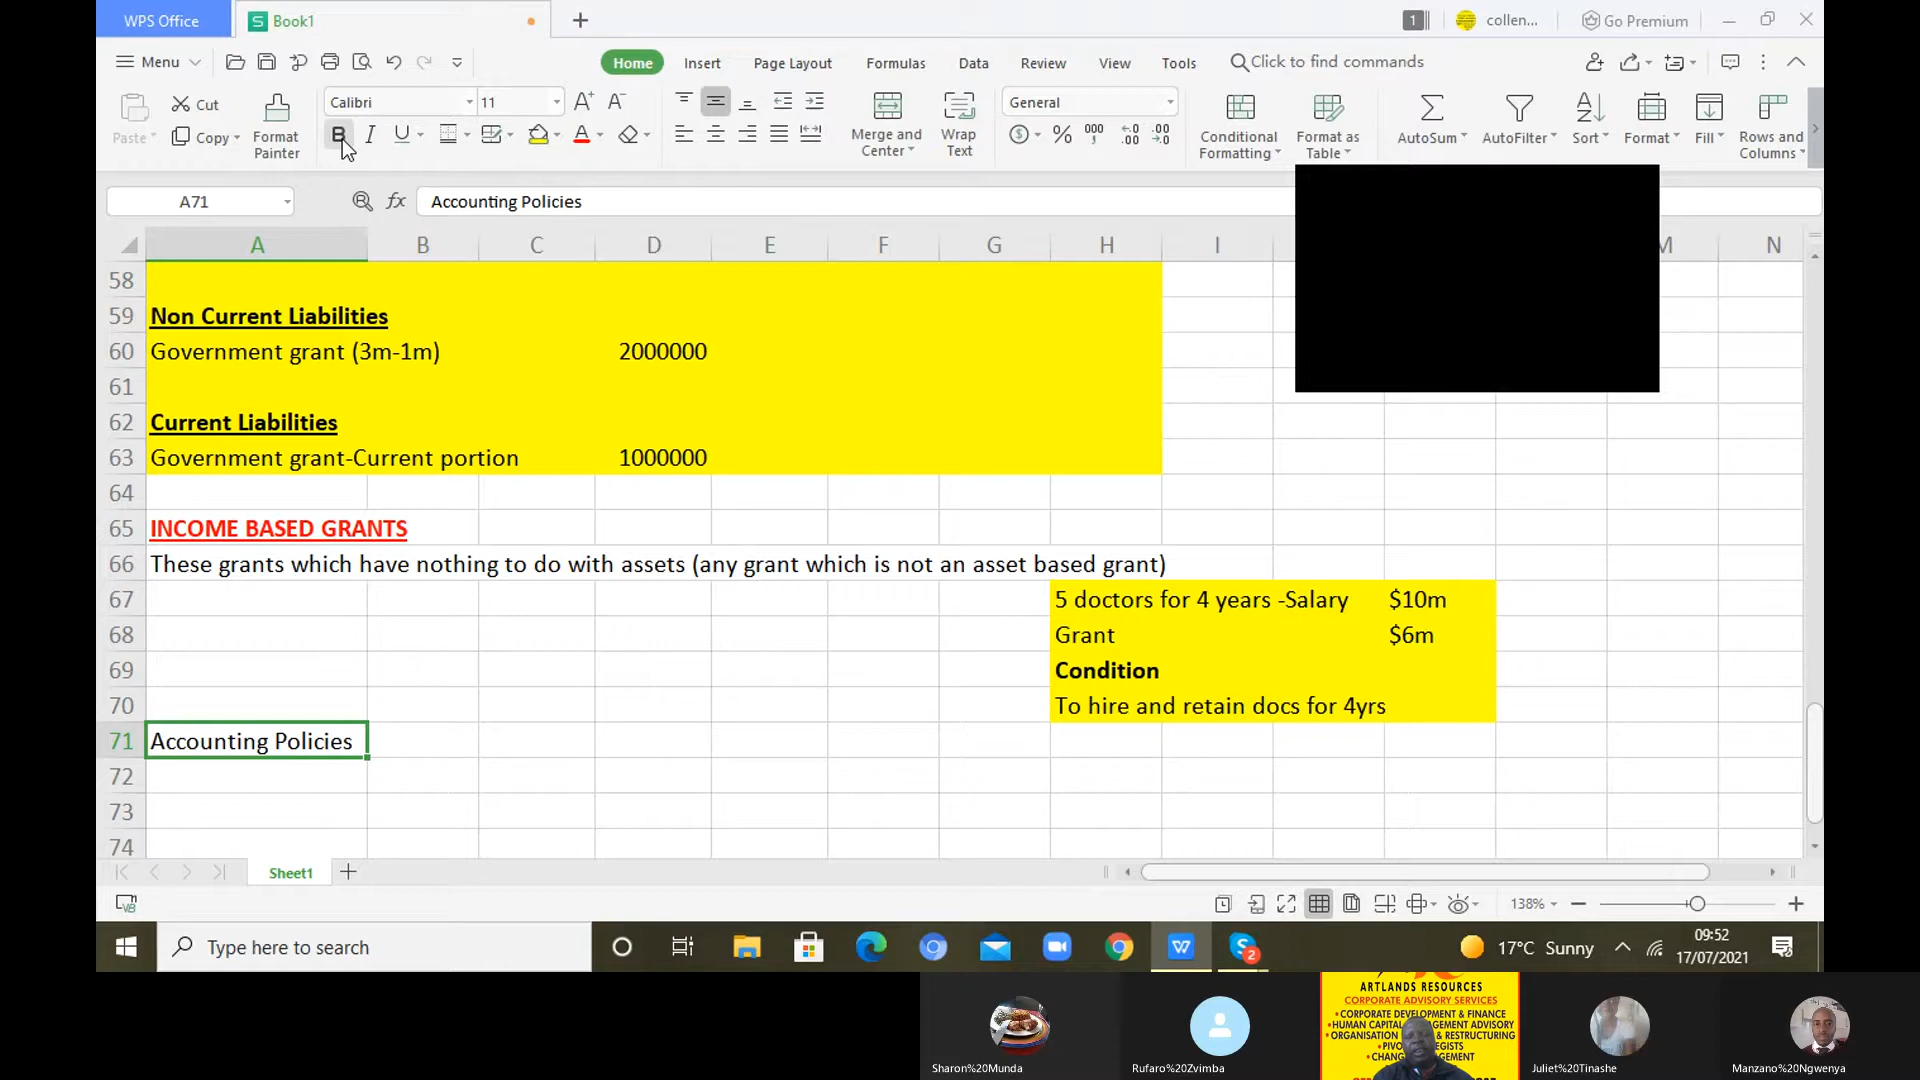 WPS Office
Book1
1
collen...
Go Premium
Menu
Home
Insert
Page Layout
Formulas
Data
Review
View
Tools
Click to find commands
Paste
Cut
Copy
Format Painter
Calibri
11
Merge and Center
Wrap Text
General
Conditional Formatting
Format as Table
AutoSum
AutoFilter
Sort
Format
Fill
Rows and Columns
A71
fx
Accounting Policies
A B C D E F G H I M N
58
59 Non Current Liabilities
60 Government grant (3m-1m) 2000000
61
62 Current Liabilities
63 Government grant-Current portion 1000000
64
65 INCOME BASED GRANTS
66 These grants which have nothing to do with assets (any grant which is not an asset based grant)
67 5 doctors for 4 years -Salary $10m
68 Grant $6m
69 Condition
70 To hire and retain docs for 4yrs
71 Accounting Policies
72
73
74
Sheet1
138%
Type here to search
2
17°C Sunny
09:52
17/07/2021
ARTLANDS RESOURCES
CORPORATE ADVISORY SERVICES
• CORPORATE DEVELOPMENT & FINANCE
Sharon%20Munda
Rufaro%20Zvimba
Juliet%20Tinashe
Manzano%20Ngwenya